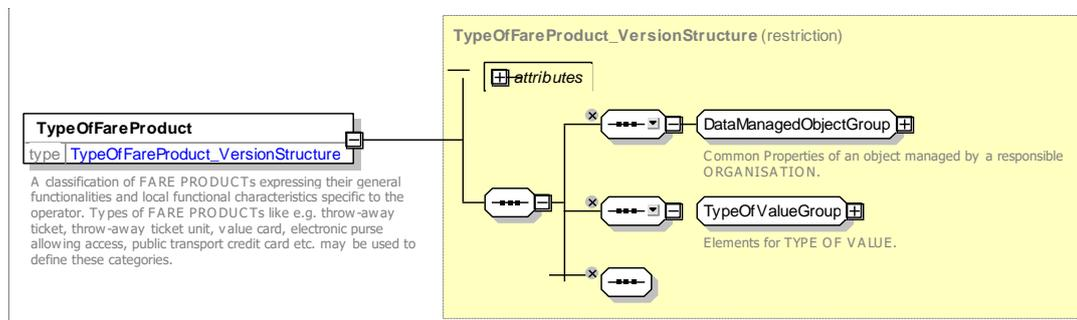 TypeOfFareProduct_VersionStructure (restriction)
attributes
TypeOfFareProduct
type TypeOfFareProduct_VersionStructure
A classification of FARE PRODUCTs expressing their general
functionalities and local functional characteristics specific to the
operator. Types of FARE PRODUCTs like e.g. throw-away
ticket, throw-away ticket unit, value card, electronic purse
allowing access, public transport credit card etc. may be used to
define these categories.
DataManagedObjectGroup
Common Properties of an object managed by a responsible
ORGANISATION.
TypeOfValueGroup
Elements for TYPE OF VALUE.